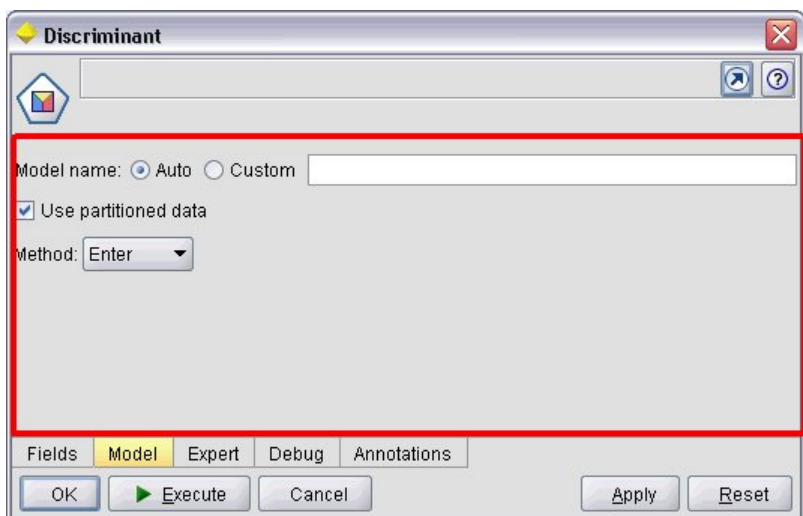 Discriminant
Model name: Auto Custom
Use partitioned data
Method: Enter
Fields Model Expert Debug Annotations
OK Execute Cancel Apply Reset